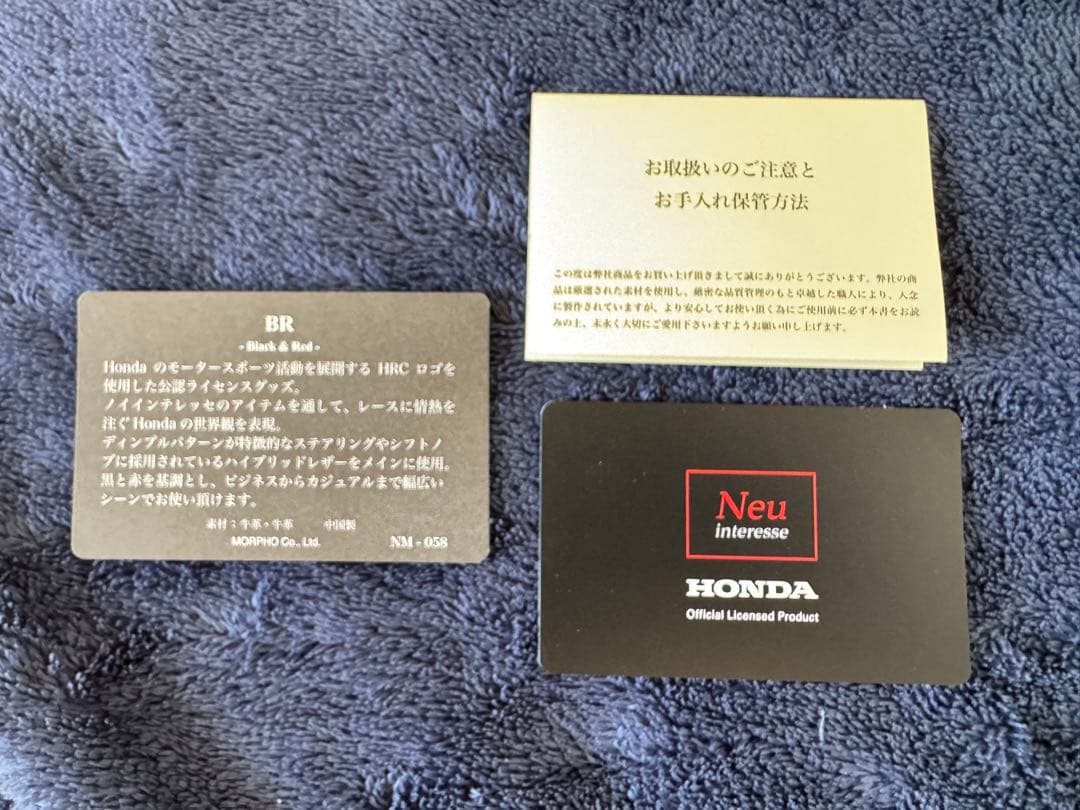 お取扱いのご注意と
お手入れ保管方法
この度は弊社商品をお買い上げ頂きまして誠にありがとうございます。弊社の商
品は厳選された素材を使用し、厳密な品質管理のもと卓越した職人により、入念
に製作されていますが、より安心してお使い頂く為にご使用前に必ず本書をお読
みの上、末永く大切にご愛用下さいますようお願い申し上げます。
BR
- Black & Red -
Honda のモータースポーツ活動を展開する HRC ロゴを
使用した公認ライセンスグッズ。
ノイインテレッセのアイテムを通して、レースに情熱を
注ぐHondaの世界観を表現。
ディンプルパターンが特徴的なステアリングやシフトノ
ブに採用されているハイブリッドレザーをメインに使用。
黒と赤を基調とし、ビジネスからカジュアルまで幅広い
シーンでお使い頂けます。
素材：牛革・牛革 中国製
MORPHO Co., Ltd. NM - 058
Neu
interesse
HONDA
Official Licensed Product